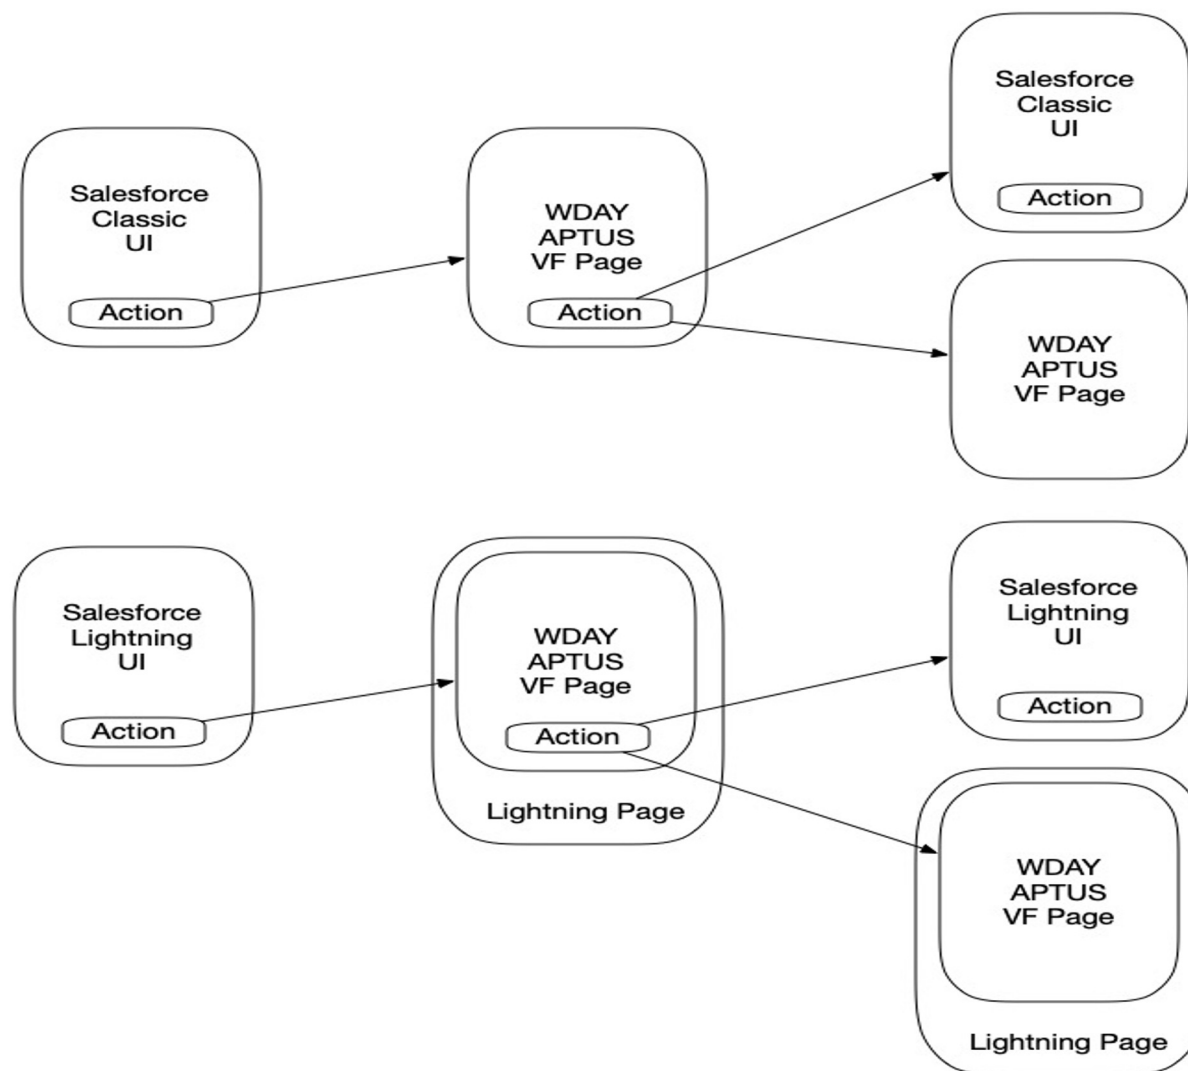 Salesforce
Classic
UI
Action
WDAY
APTUS
VF Page
Action
Salesforce
Classic
UI
Action
WDAY
APTUS
VF Page
Salesforce
Lightning
UI
Action
WDAY
APTUS
VF Page
Action
Lightning Page
Salesforce
Lightning
UI
Action
WDAY
APTUS
VF Page
Lightning Page